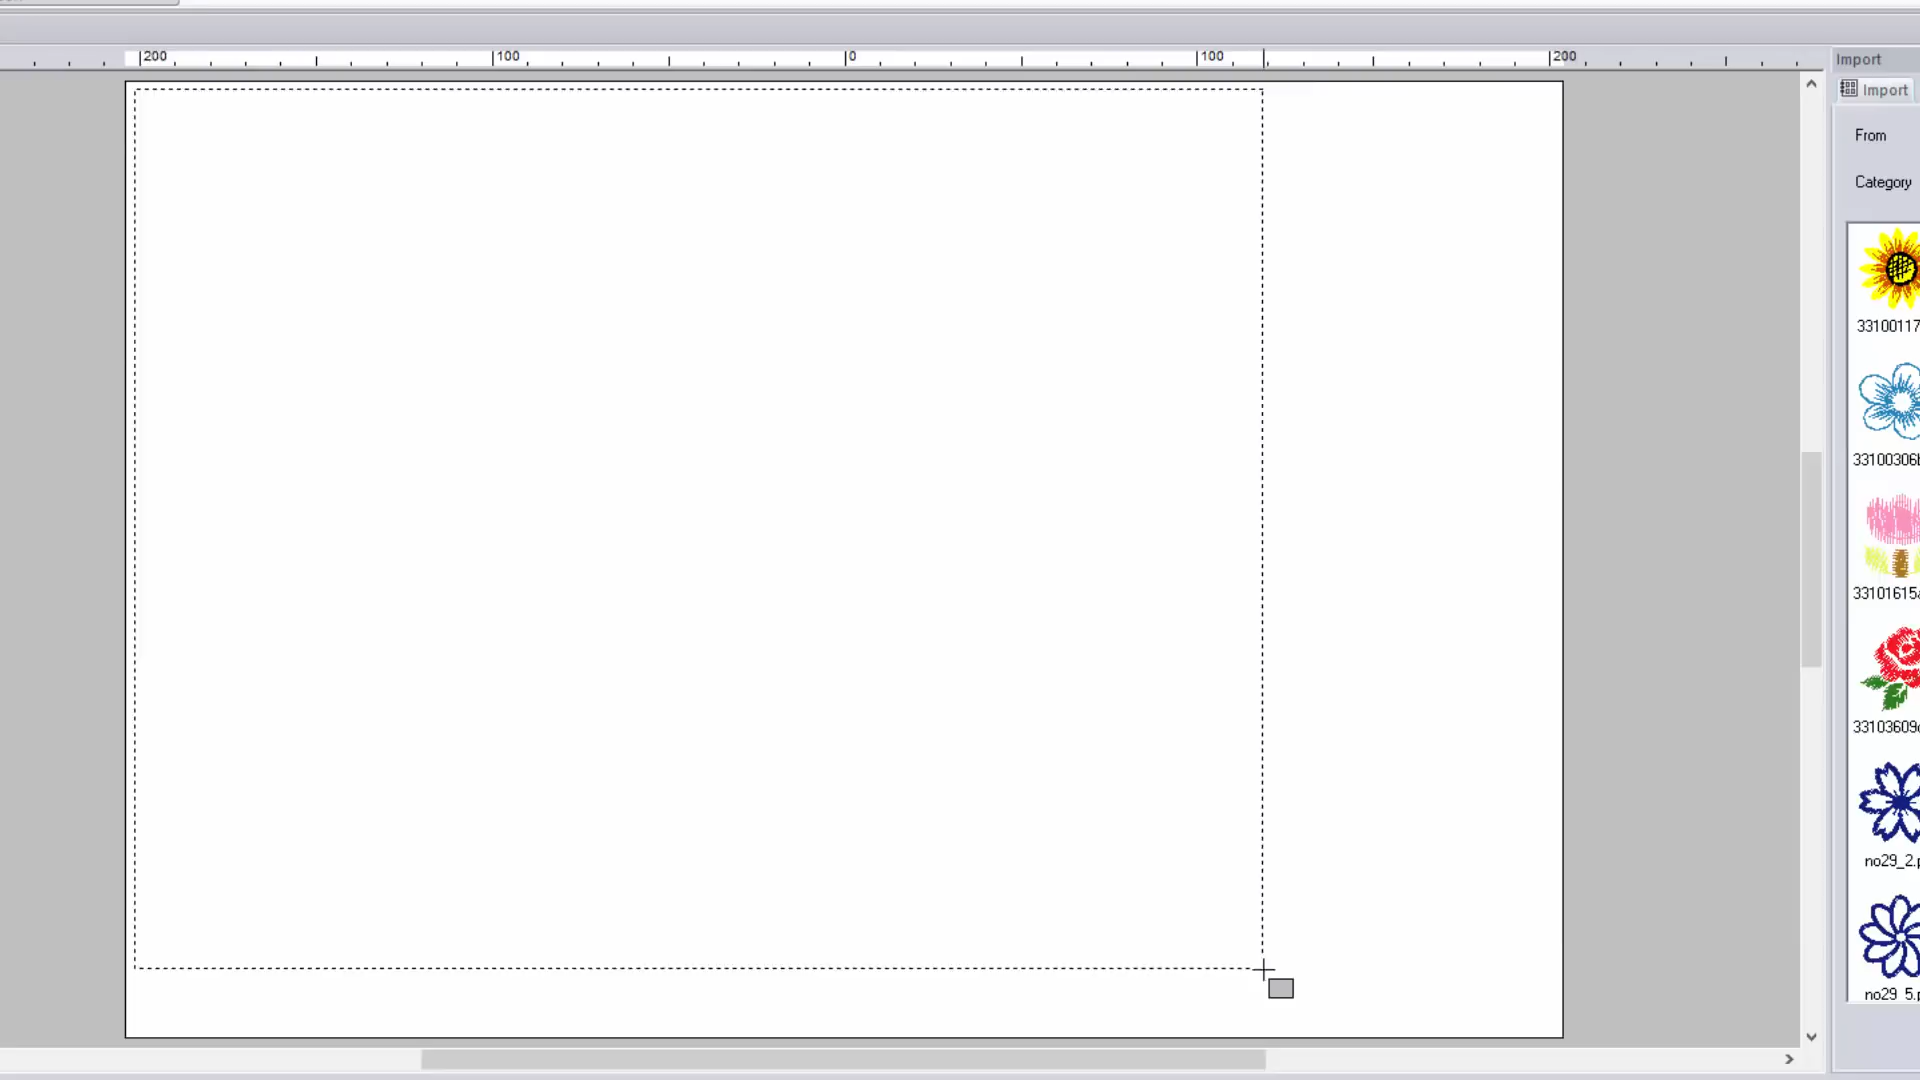 200 100 0 100 200
Import
Import
From
Category
33100117
33100306
33101615
33103609
no29_2.
no29_5.